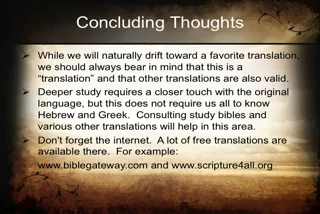 Concluding Thoughts
While we will naturally drift toward a favorite translation,
we should always bear in mind that this is a
“translation” and that other translations are also valid.
Deeper study requires a closer touch with the original
language, but this does not require us all to know
Hebrew and Greek.  Consulting study bibles and
various other translations will help in this area.
Don't forget the internet.  A lot of free translations are
available there.  For example:
www.biblegateway.com and www.scripture4all.org